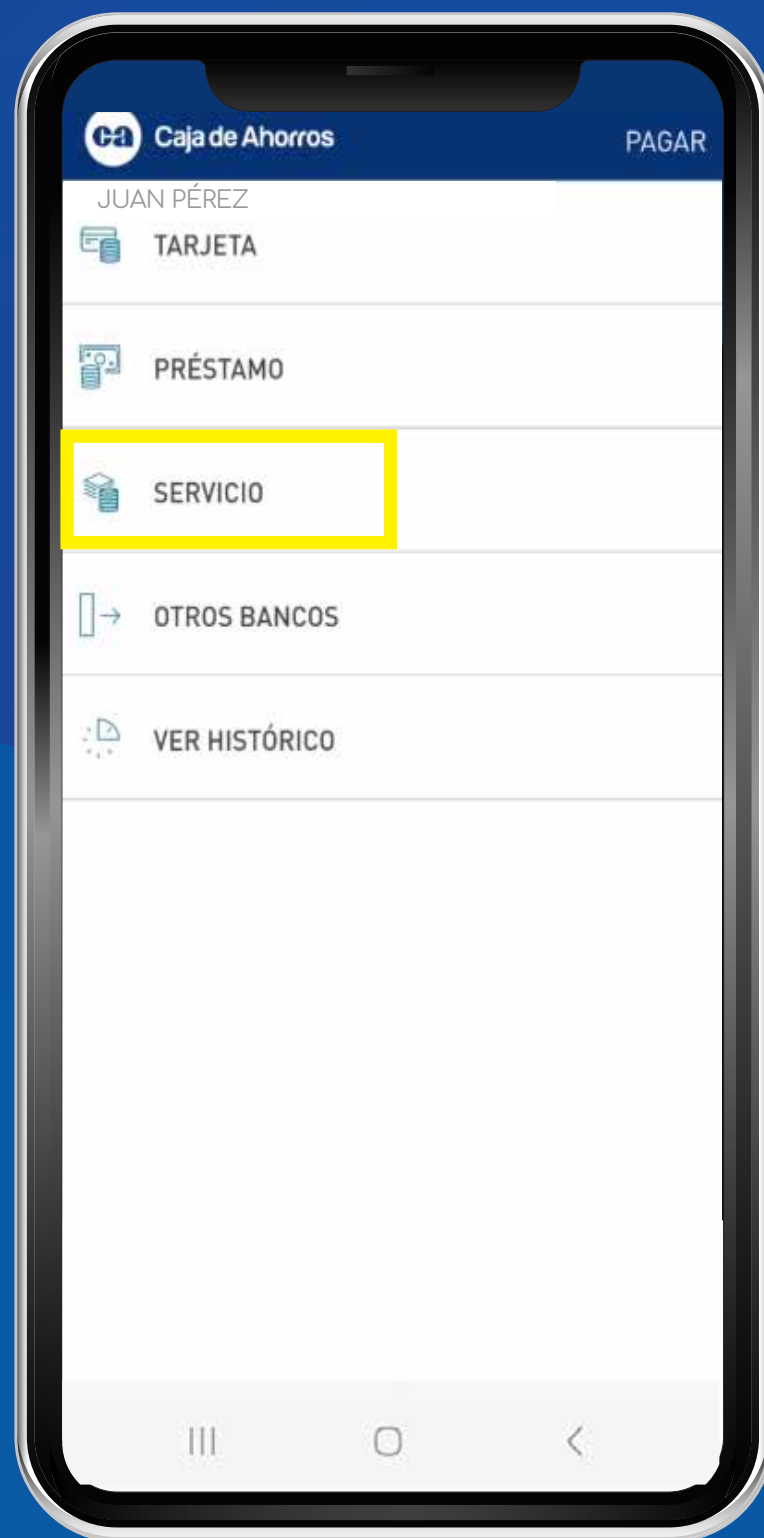 ca Caja de Ahorros PAGAR
JUAN PÉREZ
TARJETA
PRÉSTAMO
SERVICIO
OTROS BANCOS
VER HISTÓRICO